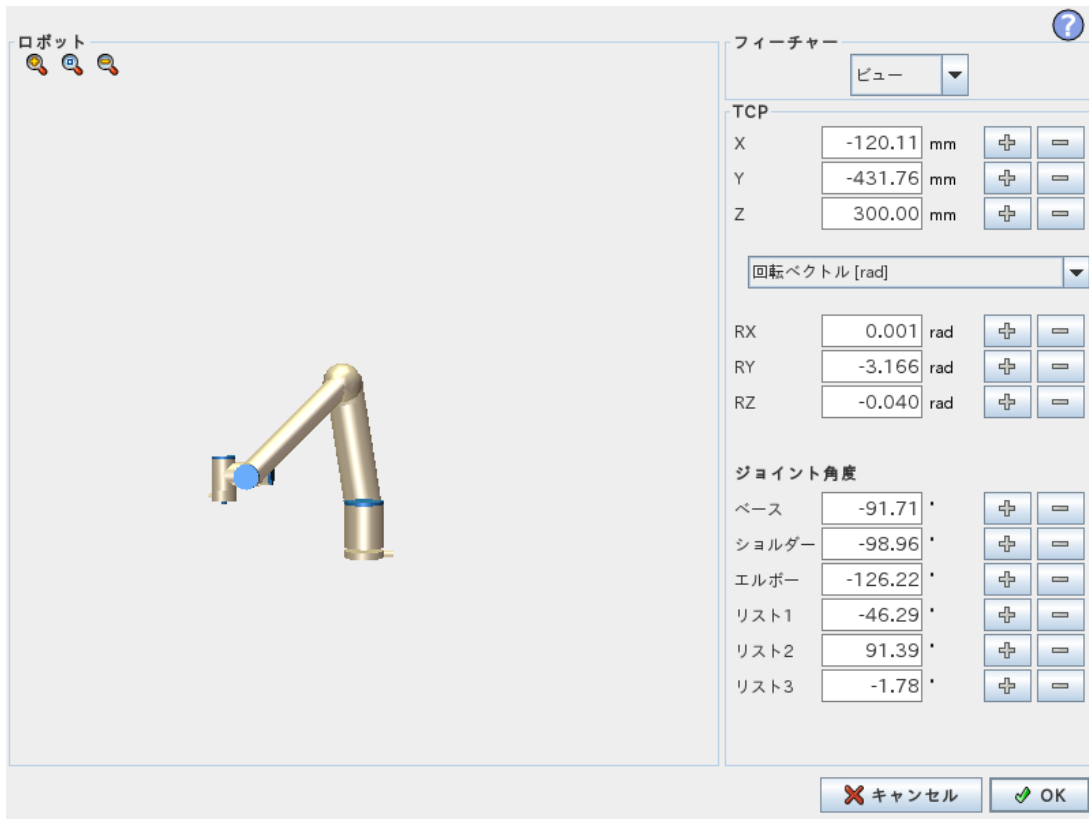 ?
ロボット
フィーチャー
ビュー
TCP
X -120.11 mm
Y -431.76 mm
Z 300.00 mm
回転ベクトル [rad]
RX 0.001 rad
RY -3.166 rad
RZ -0.040 rad
ジョイント角度
ベース -91.71 °
ショルダー -98.96 °
エルボー -126.22 °
リスト1 -46.29 °
リスト2 91.39 °
リスト3 -1.78 °
キャンセル OK